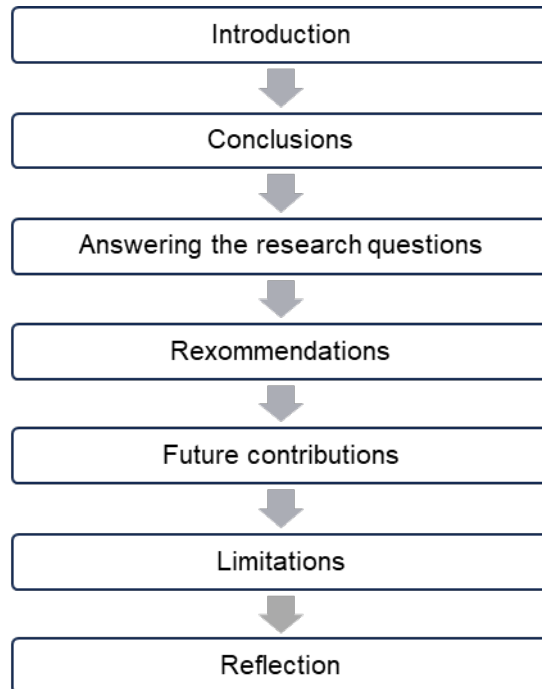 Introduction
Conclusions
Answering the research questions
Rexommendations
Future contributions
Limitations
Reflection